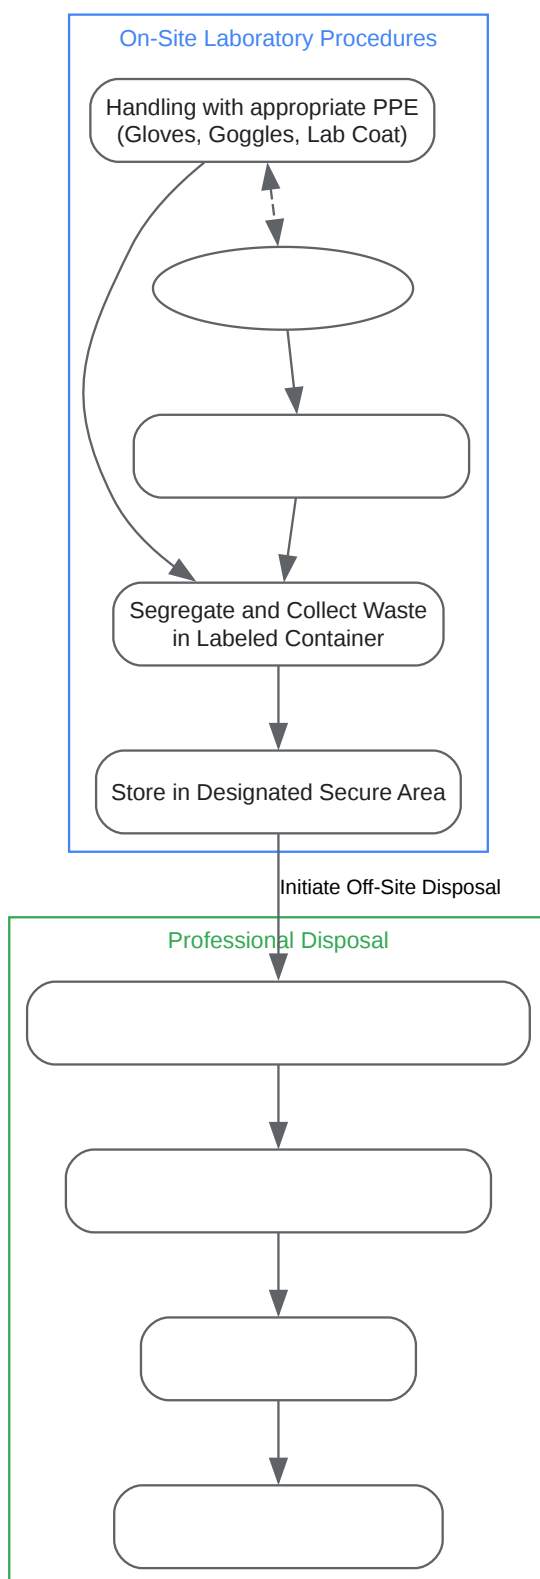 On-Site Laboratory Procedures
Handling with appropriate PPE
(Gloves, Goggles, Lab Coat)
Segregate and Collect Waste
in Labeled Container
Store in Designated Secure Area
Initiate Off-Site Disposal
Professional Disposal